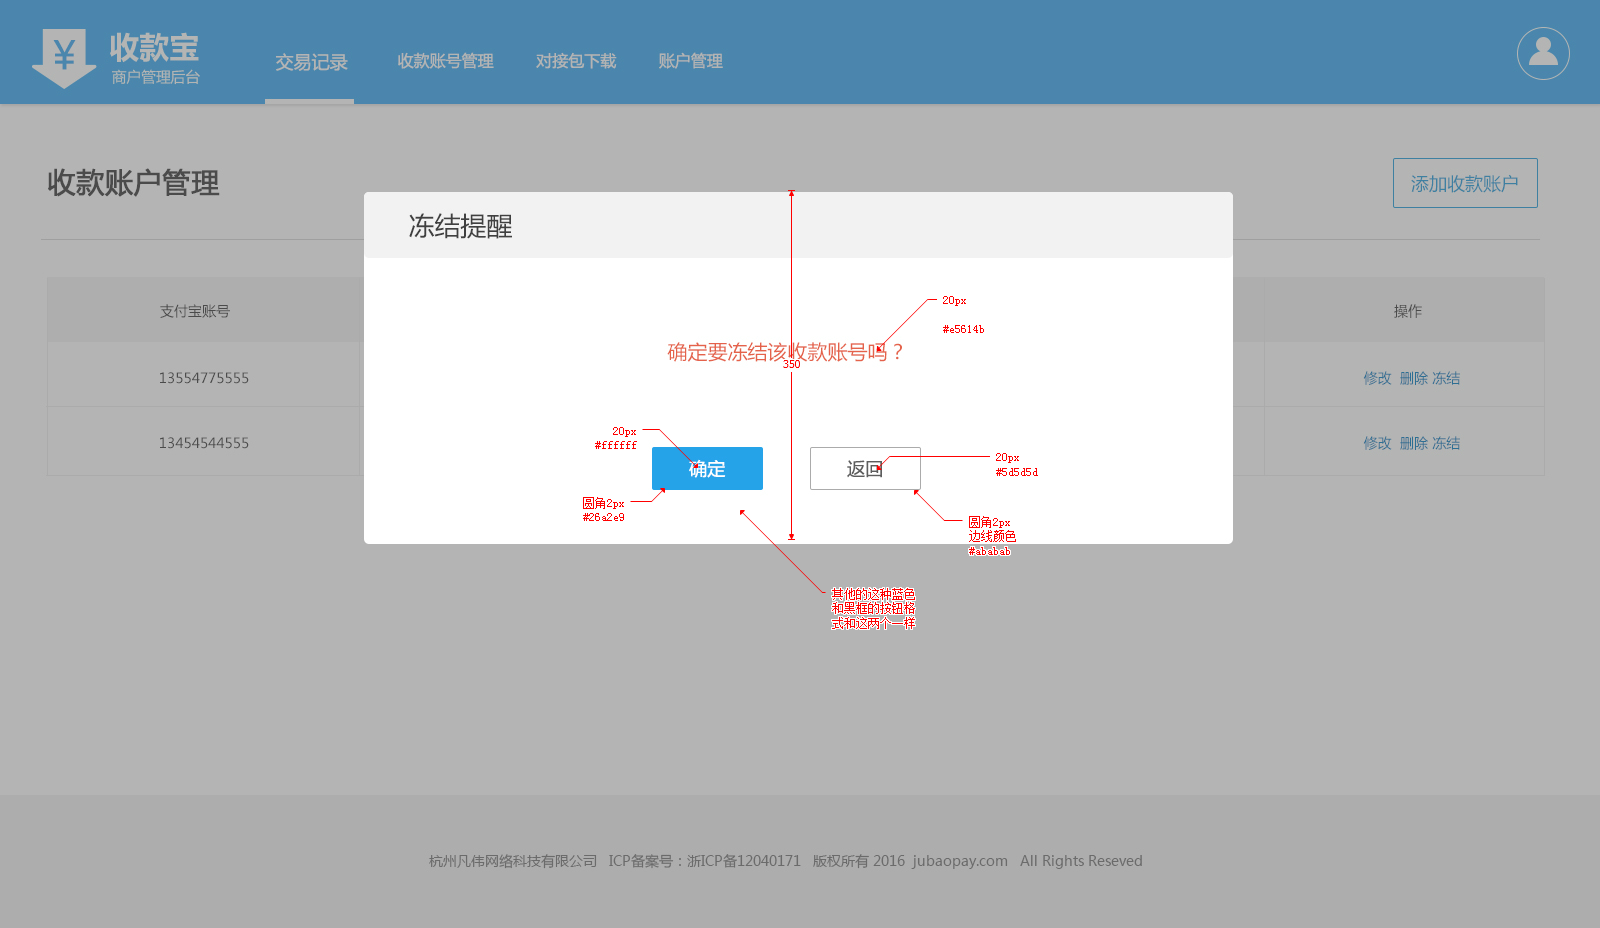 收款宝
商户管理后台
交易记录
收款账号管理
对接包下载
账户管理
收款账户管理
添加收款账户
冻结提醒
支付宝账号
操作
20px
#e5614b
确定要冻结该收款账号吗？
350
13554775555
修改 删除 冻结
20px
#ffffff
13454544555
修改 删除 冻结
确定
返回
20px
#5d5d5d
圆角2px
#26a2e9
圆角2px
边线颜色
#ababab
其他的这种蓝色
和黑框的按钮格
式和这两个一样
杭州凡伟网络科技有限公司 ICP备案号：浙ICP备12040171 版权所有 2016 jubaopay.com All Rights Reseved